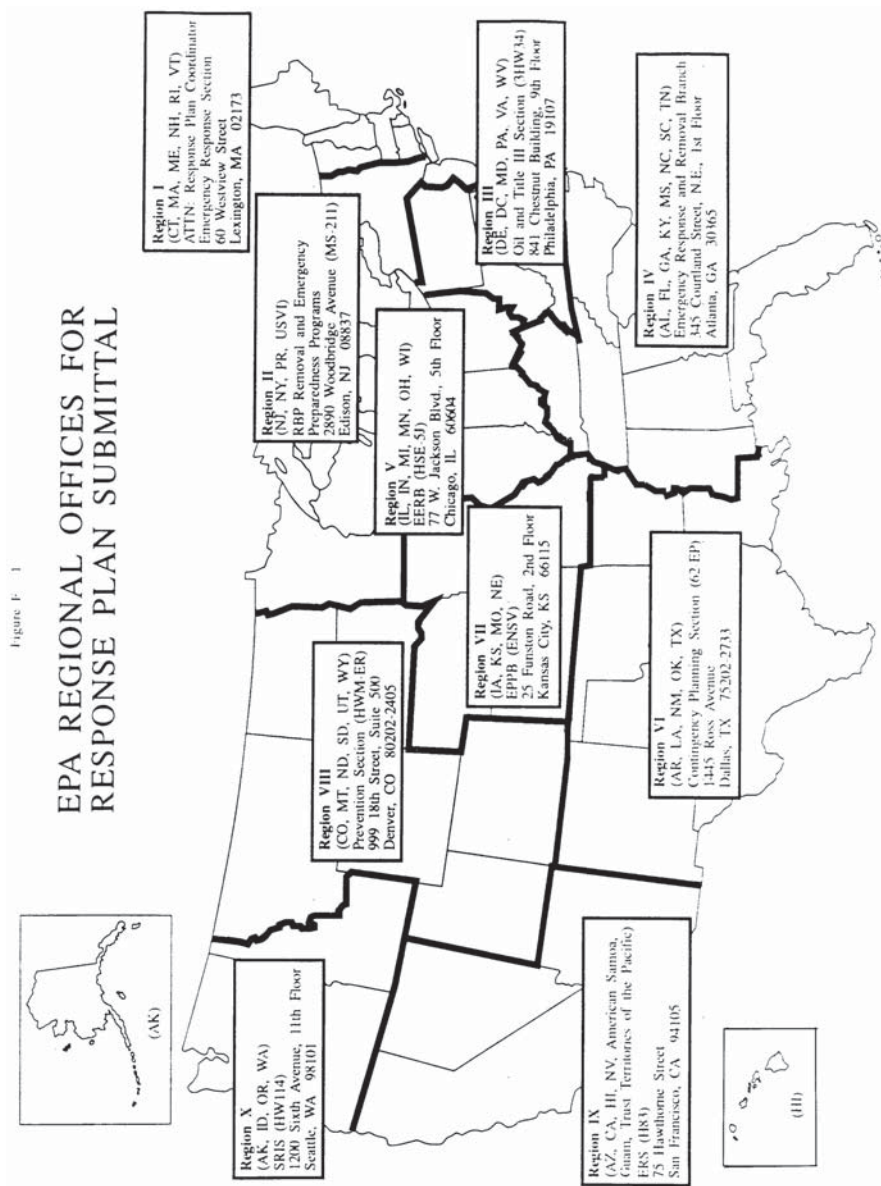 Figure F 1
EPA REGIONAL OFFICES FOR
RESPONSE PLAN SUBMITTAL
(AK)
Region X
(AK, ID, OR, WA)
SRIS (HW114)
1200 Sixth Avenue, 11th Floor
Seattle, WA 98101
Region VIII
(CO, MT, ND, SD, UT, WY)
Prevention Section (HWM-ER)
999 18th Street, Suite 500
Denver, CO 80202-2405
Region V
(IL, IN, MI, MN, OH, WI)
EERB (HSE-5J)
77 W. Jackson Blvd., 5th Floor
Chicago, IL 60604
Region II
(NJ, NY, PR, USVI)
RBP Removal and Emergency
Preparedness Programs
2890 Woodbridge Avenue (MS-211)
Edison, NJ 08837
Region I
(CT, MA, ME, NH, RI, VT)
ATTN: Response Plan Coordinator
Emergency Response Section
60 Westview Street
Lexington, MA 02173
Region VII
(IA, KS, MO, NE)
EPPB (ENSV)
25 Funston Road, 2nd Floor
Kansas City, KS 66115
Region III
(DE, DC, MD, PA, VA, WV)
Oil and Title III Section (3HW34)
841 Chestnut Building, 9th Floor
Philadelphia, PA 19107
Region IX
(AZ, CA, HI, NV, American Samoa,
Guam, Trust Territories of the Pacific)
ERS (H83)
75 Hawthorne Street
San Francisco, CA 94105
Region VI
(AR, LA, NM, OK, TX)
Contingency Planning Section (62 EP)
1445 Ross Avenue
Dallas, TX 75202-2733
Region IV
(AL, FL, GA, KY, MS, NC, SC, TN)
Emergency Response and Removal Branch
345 Courtland Street, N.E., 1st Floor
Atlanta, GA 30365
(HI)